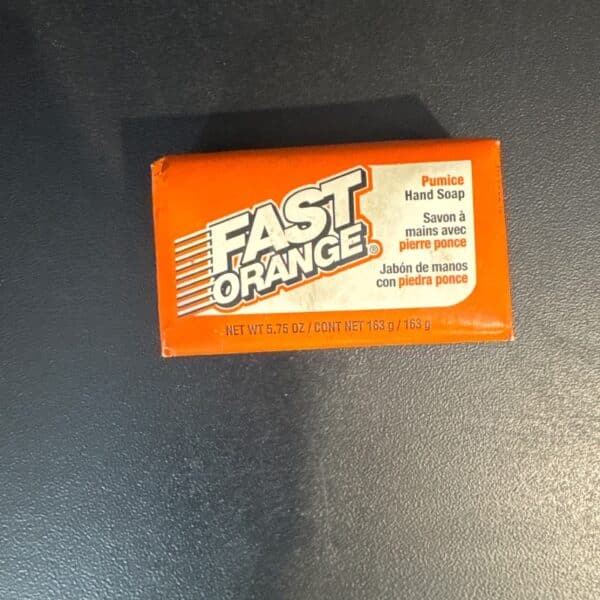 FAST
ORANGE®
Pumice
Hand Soap
Savon à
mains avec
pierre ponce
Jabón de manos
con piedra ponce
NET WT 5.75 OZ / CONT NET 163 g / 163 g